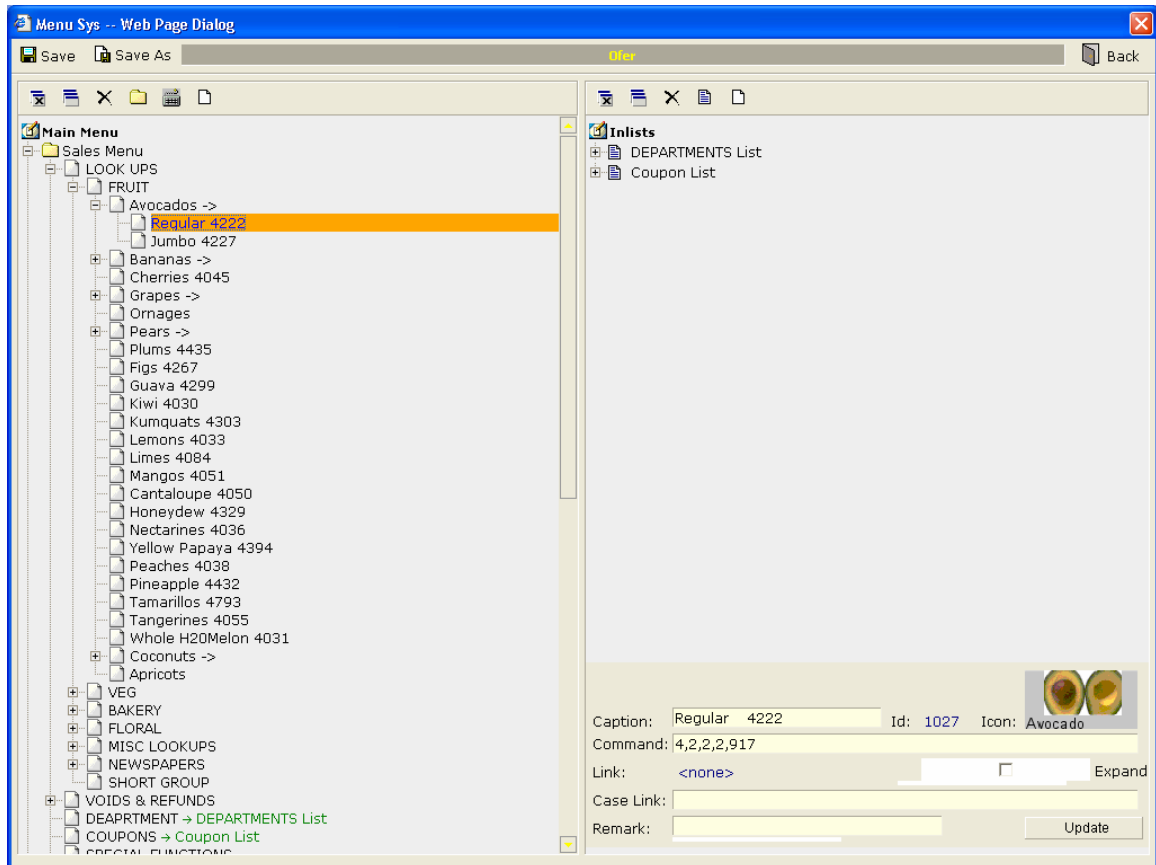 Menu Sys -- Web Page Dialog
Save Save As Ofer Back
Main Menu
Sales Menu
LOOK UPS
FRUIT
Avocados ->
Regular 4222
Jumbo 4227
Bananas ->
Cherries 4045
Grapes ->
Ornages
Pears ->
Plums 4435
Figs 4267
Guava 4299
Kiwi 4030
Kumquats 4303
Lemons 4033
Limes 4084
Mangos 4051
Cantaloupe 4050
Honeydew 4329
Nectarines 4036
Yellow Papaya 4394
Peaches 4038
Pineapple 4432
Tamarillos 4793
Tangerines 4055
Whole H20Melon 4031
Coconuts ->
Apricots
VEG
BAKERY
FLORAL
MISC LOOKUPS
NEWSPAPERS
SHORT GROUP
VOIDS & REFUNDS
DEAPRTMENT → DEPARTMENTS List
COUPONS → Coupon List
SPECIAL FUNCTIONS
Inlists
DEPARTMENTS List
Coupon List
Caption: Regular 4222 Id: 1027 Icon: Avocado
Command: 4,2,2,2,917
Link: <none> Expand
Case Link:
Remark: Update